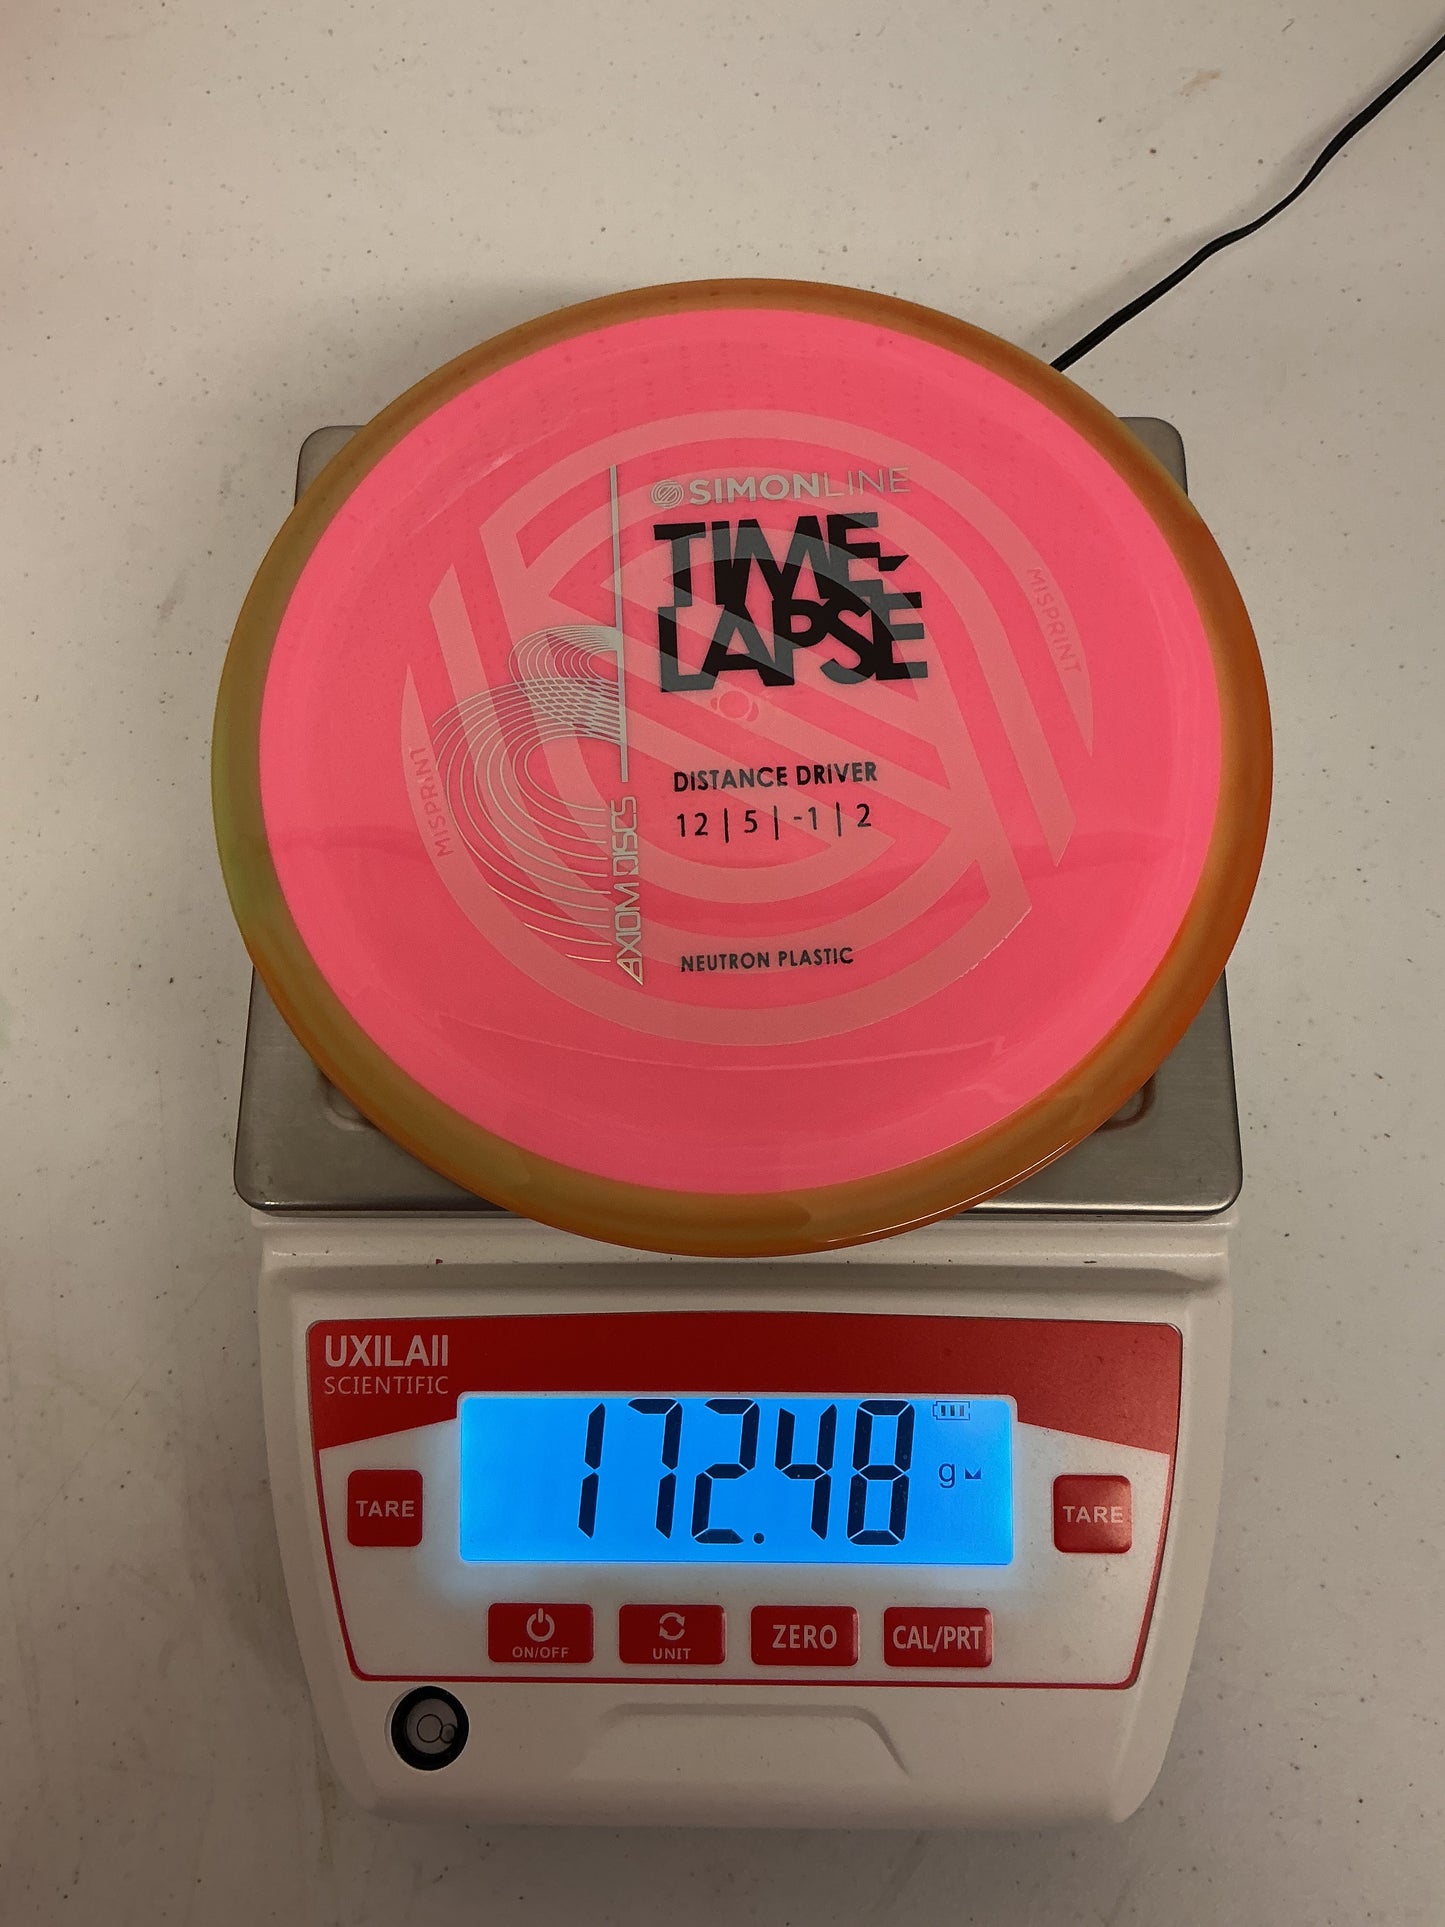 SIMONLINE
TIME-
LAPSE
MISPRINT
MISPRINT
DISTANCE DRIVER
12 | 5 | -1 | 2
AXIOM DISCS
NEUTRON PLASTIC
UXILAII
SCIENTIFIC
172.48 g
TARE
TARE
ON/OFF
UNIT
ZERO
CAL/PRT